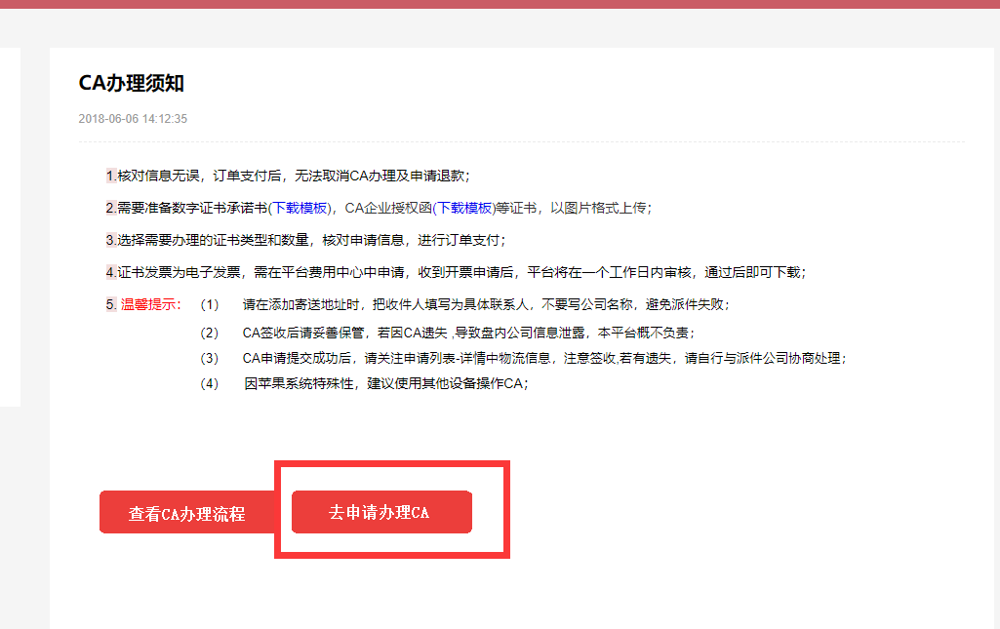 CA办理须知
2018-06-06 14:12:35
1.核对信息无误，订单支付后，无法取消CA办理及申请退款；
2.需要准备数字证书承诺书(下载模板)，CA企业授权函(下载模板)等证书，以图片格式上传；
3.选择需要办理的证书类型和数量，核对申请信息，进行订单支付；
4.证书发票为电子发票，需在平台费用中心中申请，收到开票申请后，平台将在一个工作日内审核，通过后即可下载；
5. 温馨提示： （1） 请在添加寄送地址时，把收件人填写为具体联系人，不要写公司名称，避免派件失败；
（2） CA签收后请妥善保管，若因CA遗失 ,导致盘内公司信息泄露，本平台概不负责；
（3） CA申请提交成功后，请关注申请列表-详情中物流信息，注意签收,若有遗失，请自行与派件公司协商处理；
（4） 因苹果系统特殊性，建议使用其他设备操作CA；
查看CA办理流程 去申请办理CA